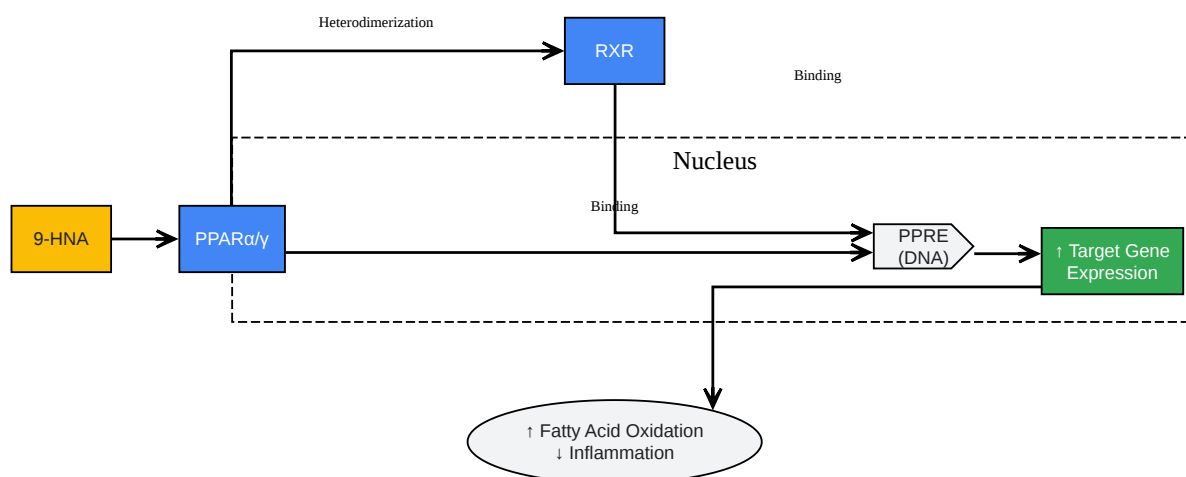 Heterodimerization
RXR
Binding
Nucleus
Binding
9-HNA
PPARα/γ
PPRE
(DNA)
↑ Target Gene
Expression
↑ Fatty Acid Oxidation
↓ Inflammation